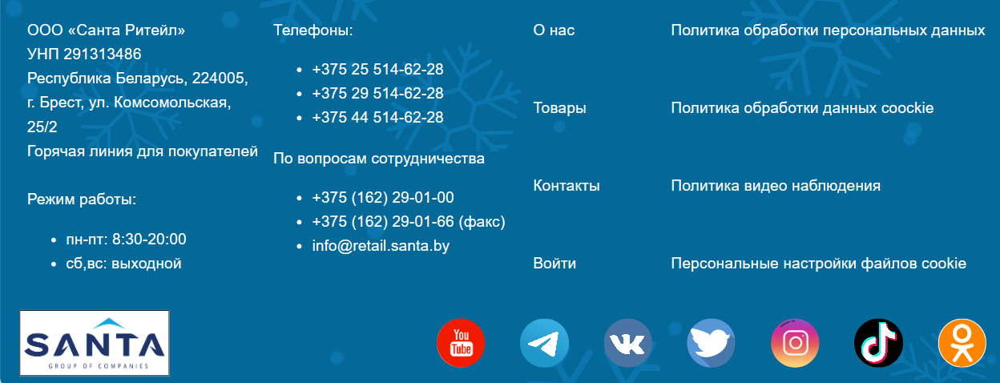 ООО «Санта Ритейл»
УНП 291313486
Республика Беларусь, 224005,
г. Брест, ул. Комсомольская,
25/2
Горячая линия для покупателей
Режим работы:
• пн-пт: 8:30-20:00
• сб,вс: выходной
Телефоны:
• +375 25 514-62-28
• +375 29 514-62-28
• +375 44 514-62-28
По вопросам сотрудничества
• +375 (162) 29-01-00
• +375 (162) 29-01-66 (факс)
• info@retail.santa.by
О нас
Товары
Контакты
Войти
Политика обработки персональных данных
Политика обработки данных coockie
Политика видео наблюдения
Персональные настройки файлов cookie
SANTA
GROUP OF COMPANIES
You
Tube